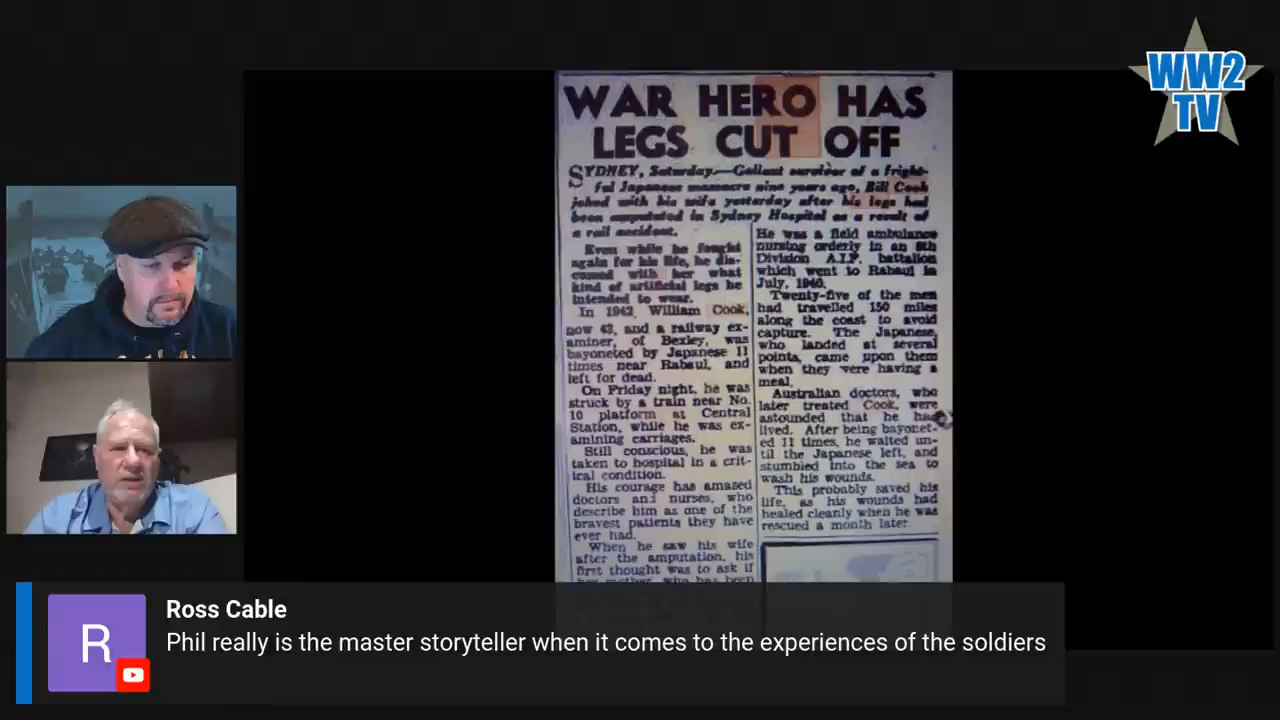 WW2
TV
WAR HERO HAS
LEGS CUT OFF
SYDNEY, Saturday.—Gallant survivor of a fright-
ful Japanese massacre nine years ago, Bill Cook
joked with his wife yesterday after his legs had
been amputated in Sydney Hospital as a result of
a rail accident.
Even while he fought
again for his life, he dis-
cussed with her what
kind of artificial legs he
intended to wear.
In 1942, William Cook,
now 43, and a railway ex-
aminer, of Bexley, was
bayoneted by Japanese 11
times near Rabaul, and
left for dead.
On Friday night, he was
struck by a train near No.
10 platform at Central
Station, while he was ex-
amining carriages.
Still conscious, he was
taken to hospital in a crit-
ical condition.
His courage has amazed
doctors and nurses, who
describe him as one of the
bravest patients they have
ever had.
When he saw his wife
after the amputation, his
first thought was to ask if
her mother, who has been
He was a field ambulance
nursing orderly in an 8th
Division A.I.F. battalion
which went to Rabaul in
July, 1940.
Twenty-five of the men
had travelled 150 miles
along the coast to avoid
capture. The Japanese,
who landed at several
points, came upon them
when they were having a
meal.
Australian doctors, who
later treated Cook, were
astounded that he had
lived. After being bayonet-
ed 11 times, he waited un-
til the Japanese left, and
stumbled into the sea to
wash his wounds.
This probably saved his
life, as his wounds had
healed cleanly when he was
rescued a month later.
R
Ross Cable
Phil really is the master storyteller when it comes to the experiences of the soldiers